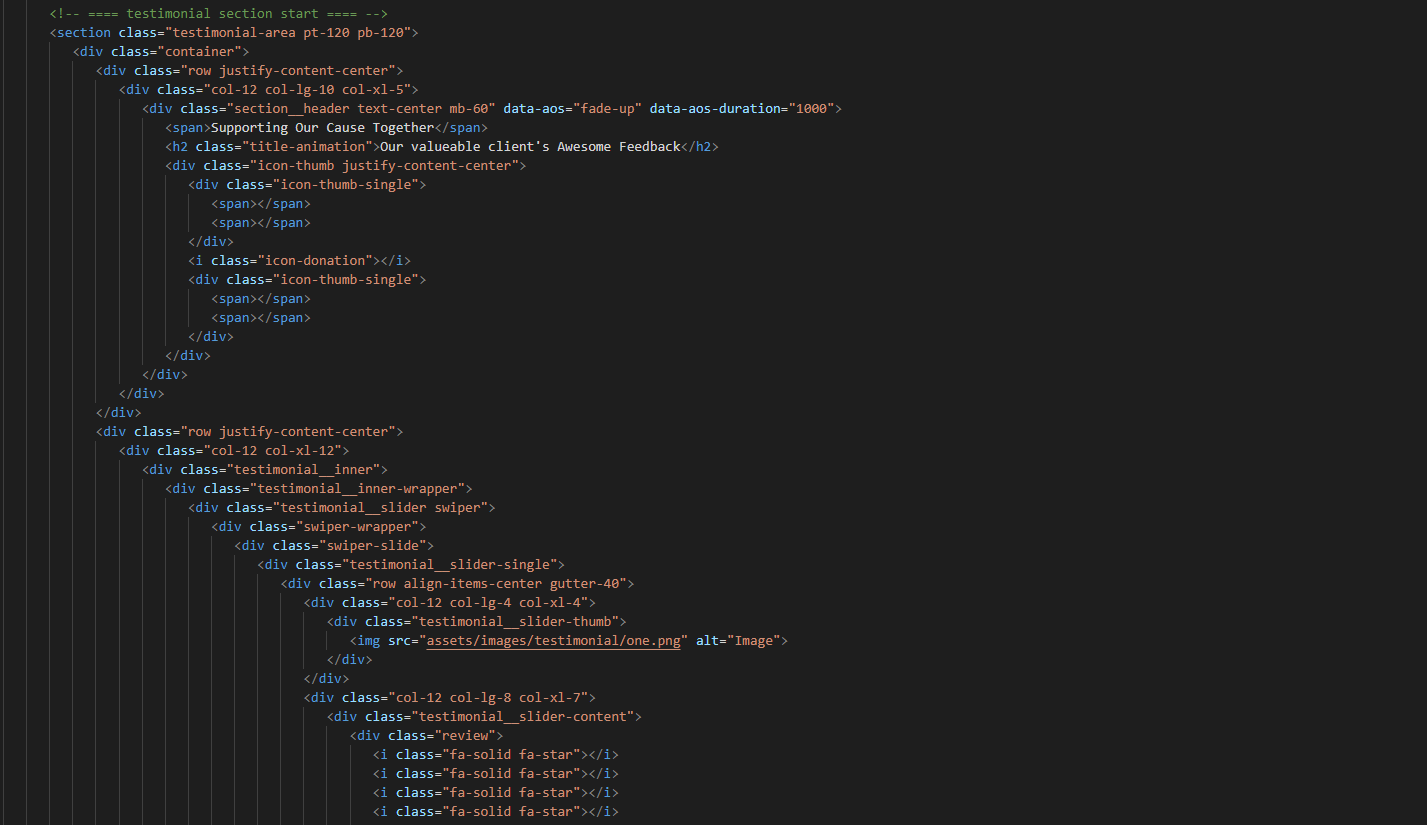 <!-- ==== testimonial section start ==== -->
<section class="testimonial-area pt-120 pb-120">
<div class="container">
<div class="row justify-content-center">
<div class="col-12 col-lg-10 col-xl-5">
<div class="section__header text-center mb-60" data-aos="fade-up" data-aos-duration="1000">
<span>Supporting Our Cause Together</span>
<h2 class="title-animation">Our valueable client's Awesome Feedback</h2>
<div class="icon-thumb justify-content-center">
<div class="icon-thumb-single">
<span></span>
<span></span>
</div>
<i class="icon-donation"></i>
<div class="icon-thumb-single">
<span></span>
<span></span>
</div>
</div>
</div>
</div>
</div>
<div class="row justify-content-center">
<div class="col-12 col-xl-12">
<div class="testimonial__inner">
<div class="testimonial__inner-wrapper">
<div class="testimonial__slider swiper">
<div class="swiper-wrapper">
<div class="swiper-slide">
<div class="testimonial__slider-single">
<div class="row align-items-center gutter-40">
<div class="col-12 col-lg-4 col-xl-4">
<div class="testimonial__slider-thumb">
<img src="assets/images/testimonial/one.png" alt="Image">
</div>
</div>
<div class="col-12 col-lg-8 col-xl-7">
<div class="testimonial__slider-content">
<div class="review">
<i class="fa-solid fa-star"></i>
<i class="fa-solid fa-star"></i>
<i class="fa-solid fa-star"></i>
<i class="fa-solid fa-star"></i>